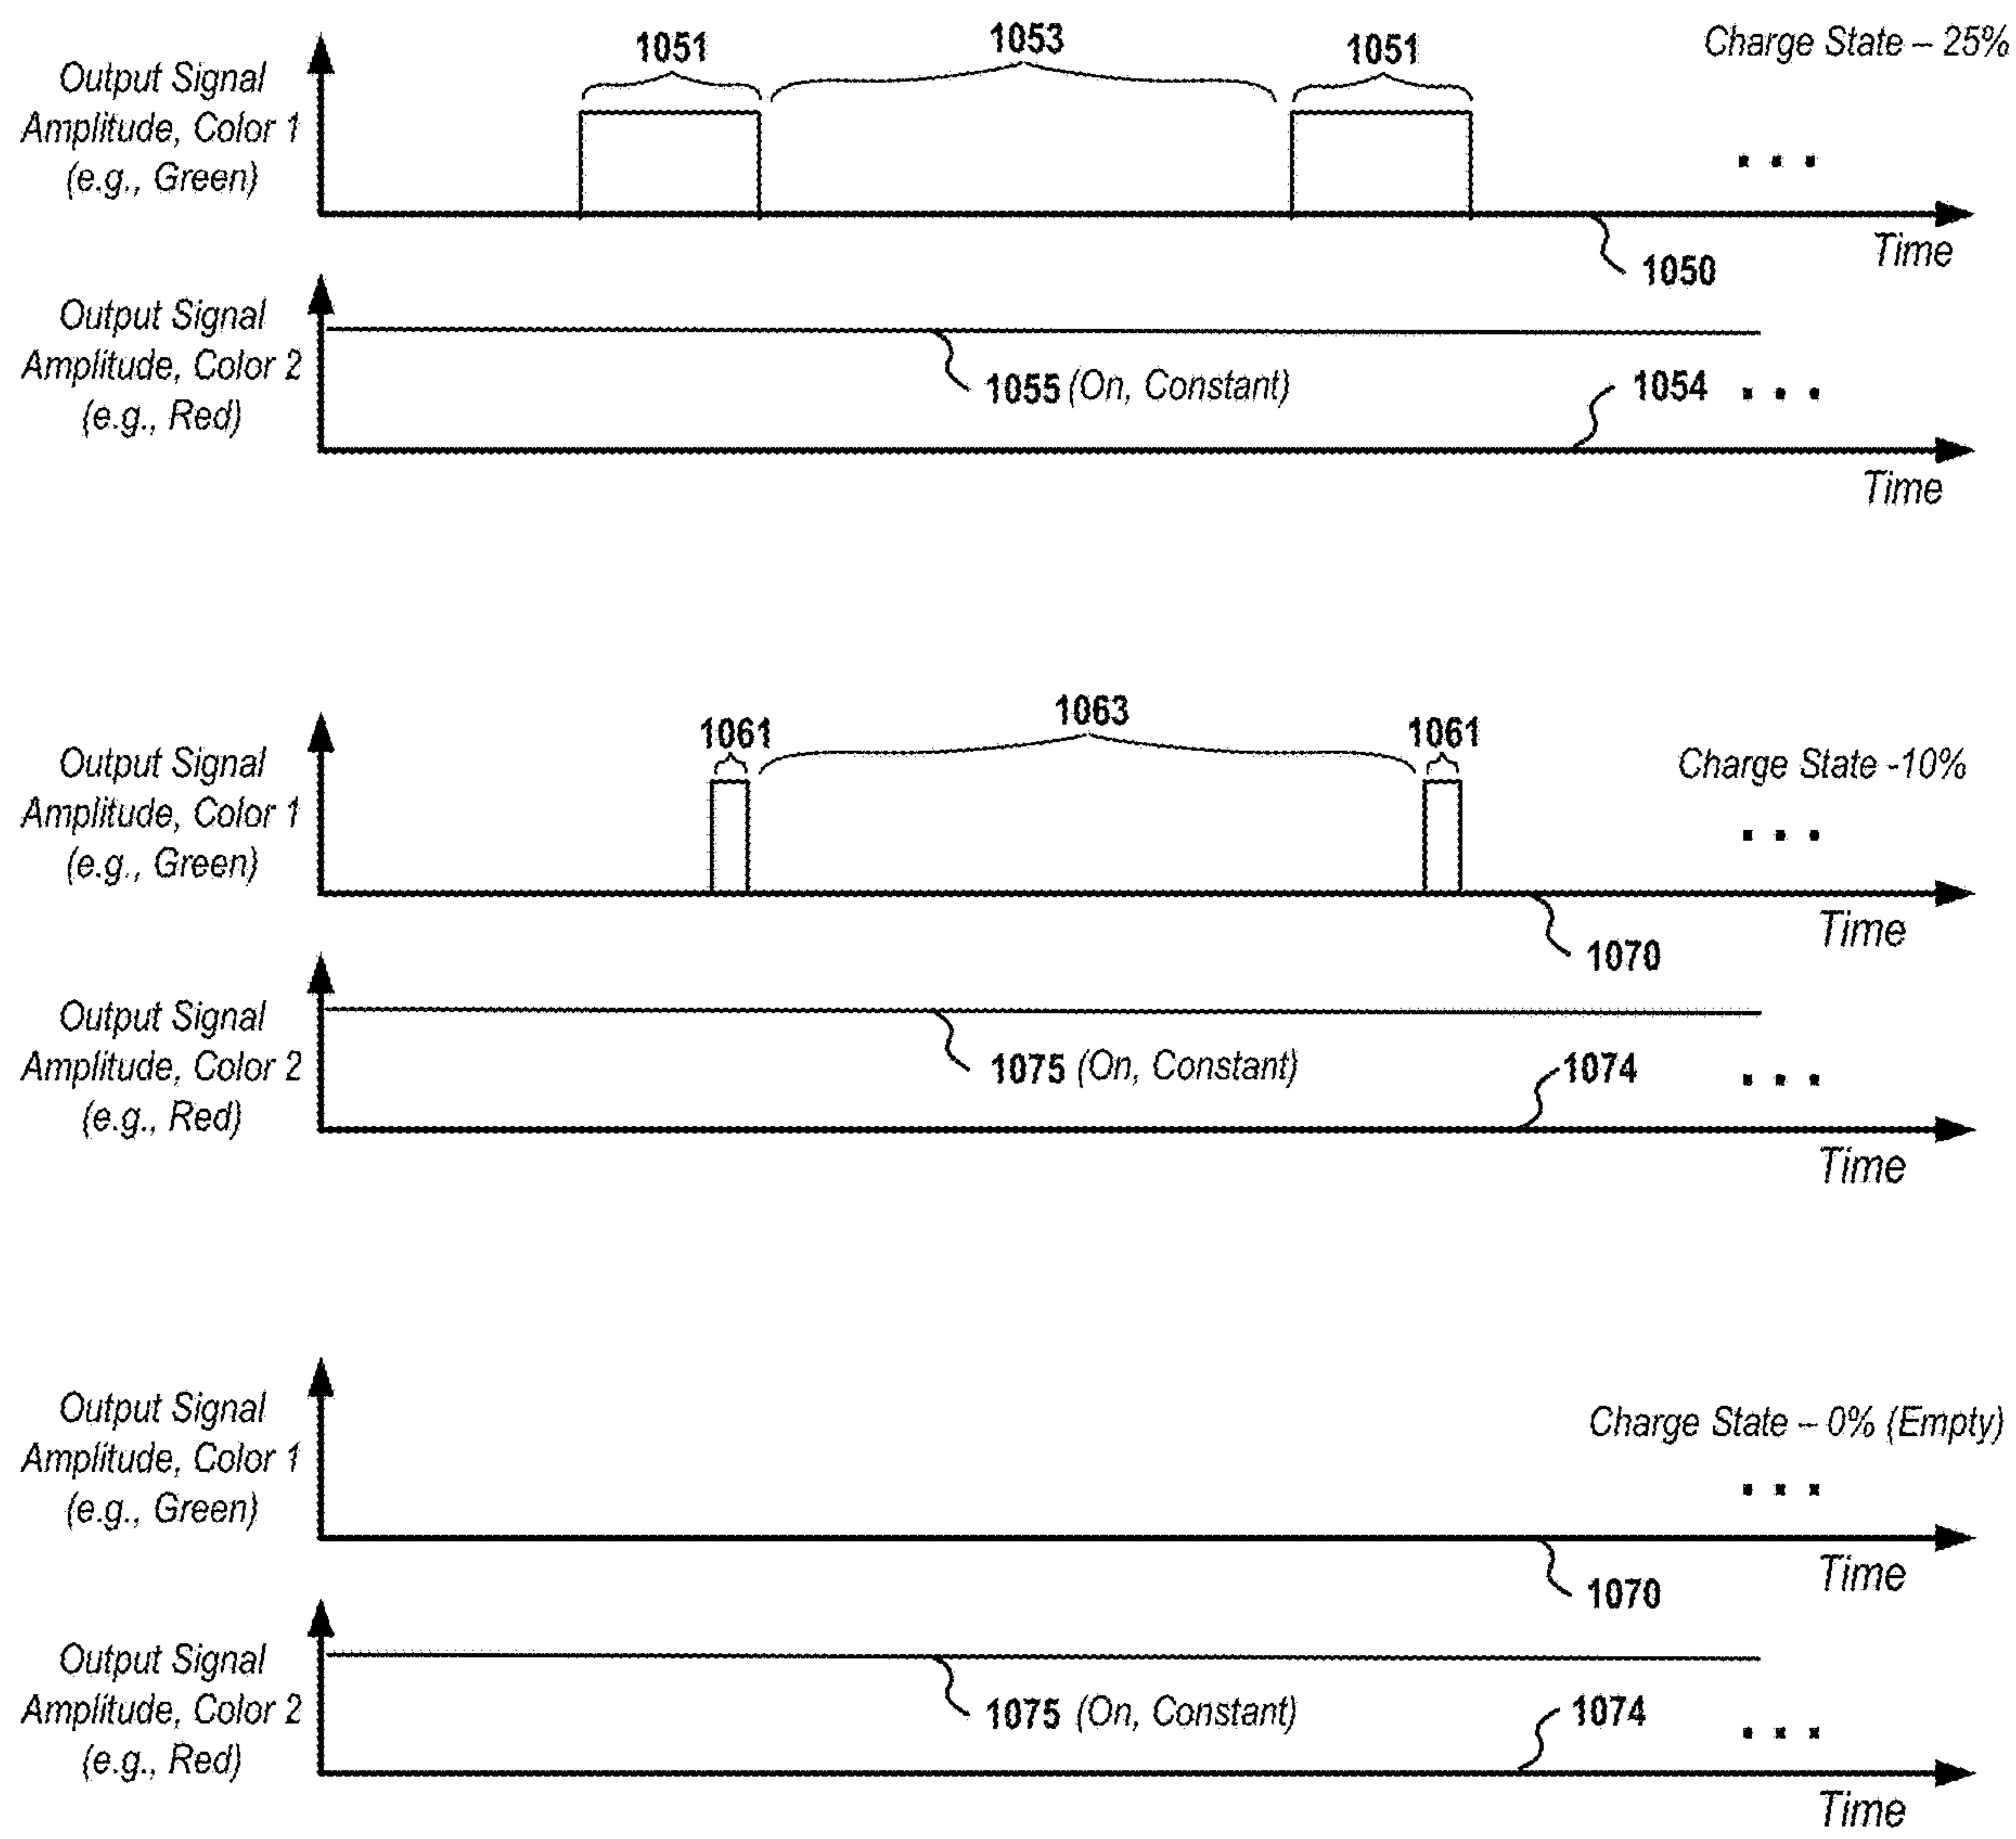 1051
1053
1051
Charge State – 25%
Output Signal
Amplitude, Color 1
(e.g., Green)
Time
1050
Output Signal
Amplitude, Color 2
(e.g., Red)
1055 (On, Constant)
1054
Time
1061
1063
1061
Output Signal
Amplitude, Color 1
(e.g., Green)
Charge State -10%
Time
1070
Output Signal
Amplitude, Color 2
(e.g., Red)
1075 (On, Constant)
1074
Time
Output Signal
Amplitude, Color 1
(e.g., Green)
Charge State – 0% (Empty)
Time
1070
Output Signal
Amplitude, Color 2
(e.g., Red)
1075 (On, Constant)
1074
Time